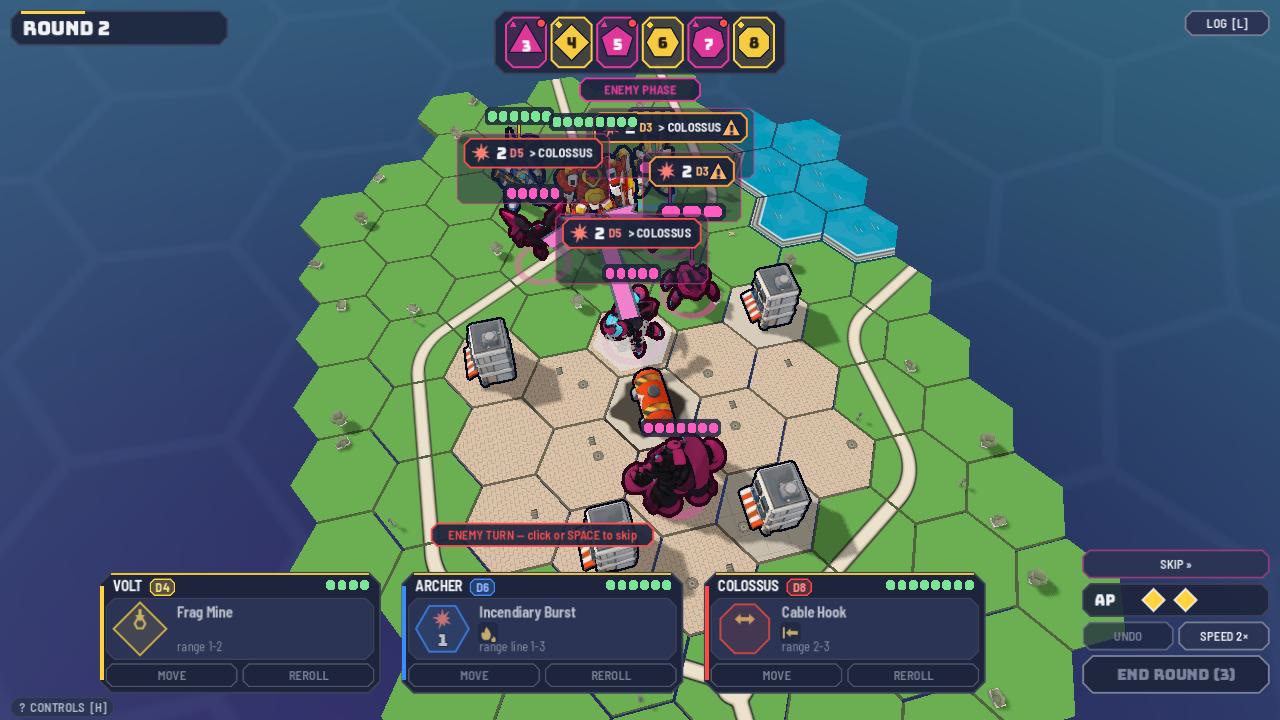 ROUND 2
3 4 5 6 7 8
LOG [L]
ENEMY PHASE
D3 > COLOSSUS
2 D5 > COLOSSUS
2 D3
2 D5 > COLOSSUS
ENEMY TURN – click or SPACE to skip
VOLT D4
Frag Mine
range 1-2
MOVE REROLL
ARCHER D6
1
Incendiary Burst
range line 1-3
MOVE REROLL
COLOSSUS D8
Cable Hook
range 2-3
MOVE REROLL
SKIP »
AP
UNDO SPEED 2×
END ROUND (3)
? CONTROLS [H]